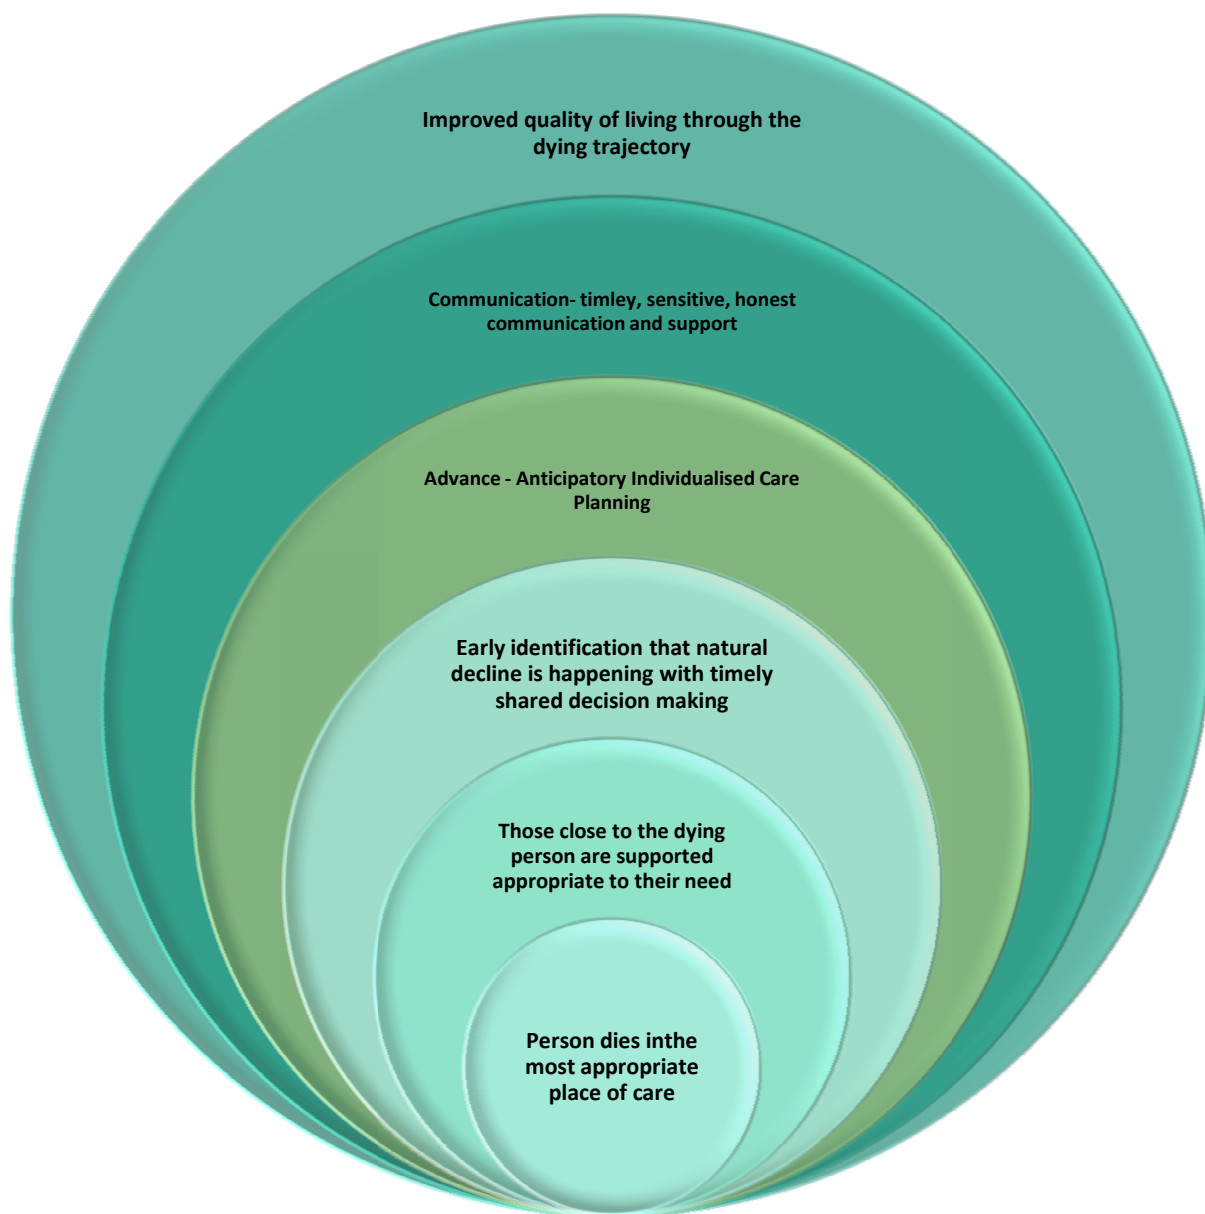 Improved quality of living through the
dying trajectory
Communication- timley, sensitive, honest
communication and support
Advance - Anticipatory Individualised Care
Planning
Early identification that natural
decline is happening with timely
shared decision making
Those close to the dying
person are supported
appropriate to their need
Person dies inthe
most appropriate
place of care